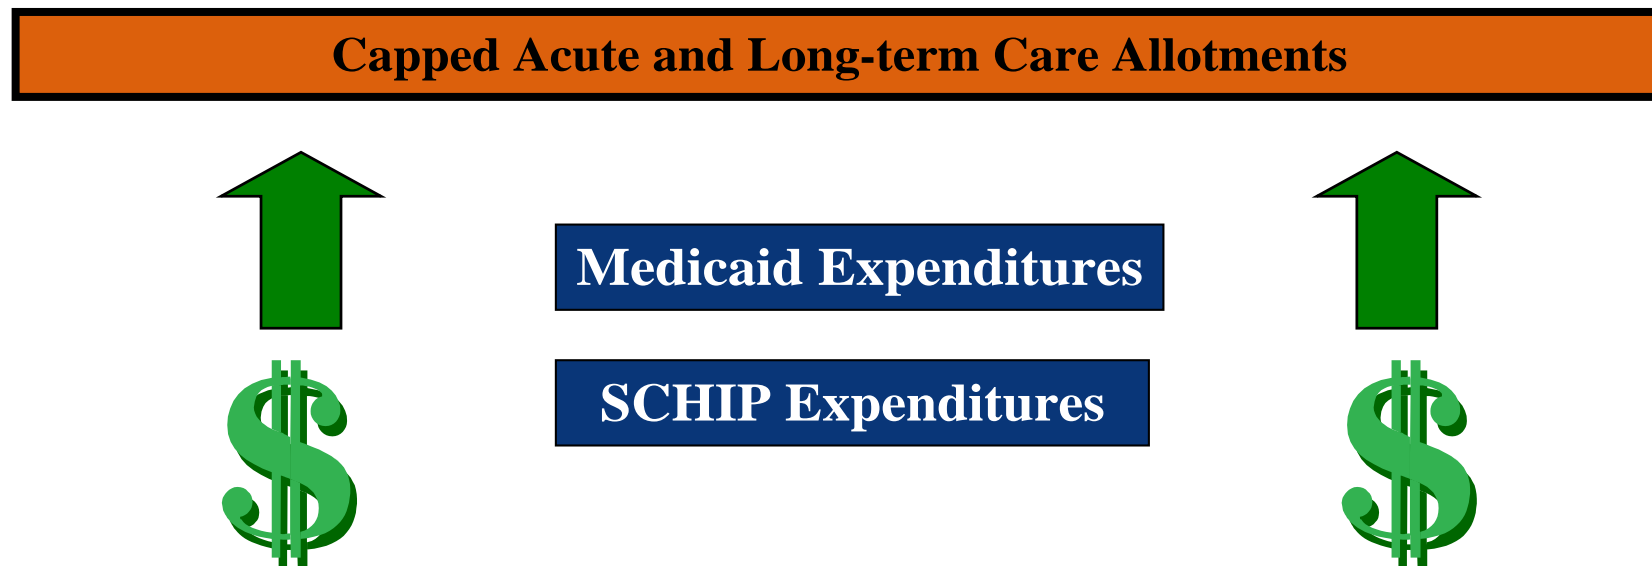 Capped Acute and Long-term Care Allotments
Medicaid Expenditures
SCHIP Expenditures
$ $